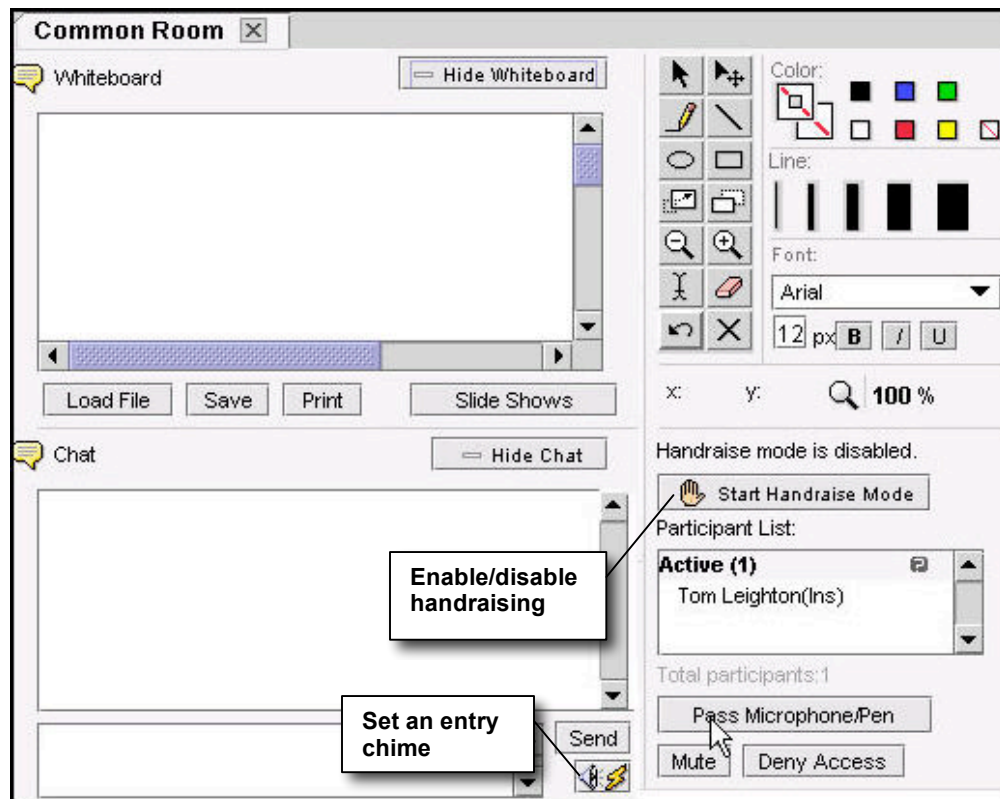 Common Room
Whiteboard
Hide Whiteboard
Load File
Save
Print
Slide Shows
Chat
Hide Chat
Send
Color:
Line:
Font:
Arial
12 px B I U
x: y: 100 %
Handraise mode is disabled.
Start Handraise Mode
Participant List:
Active (1)
Tom Leighton(Ins)
Total participants:1
Pass Microphone/Pen
Mute
Deny Access
Enable/disable
handraising
Set an entry
chime